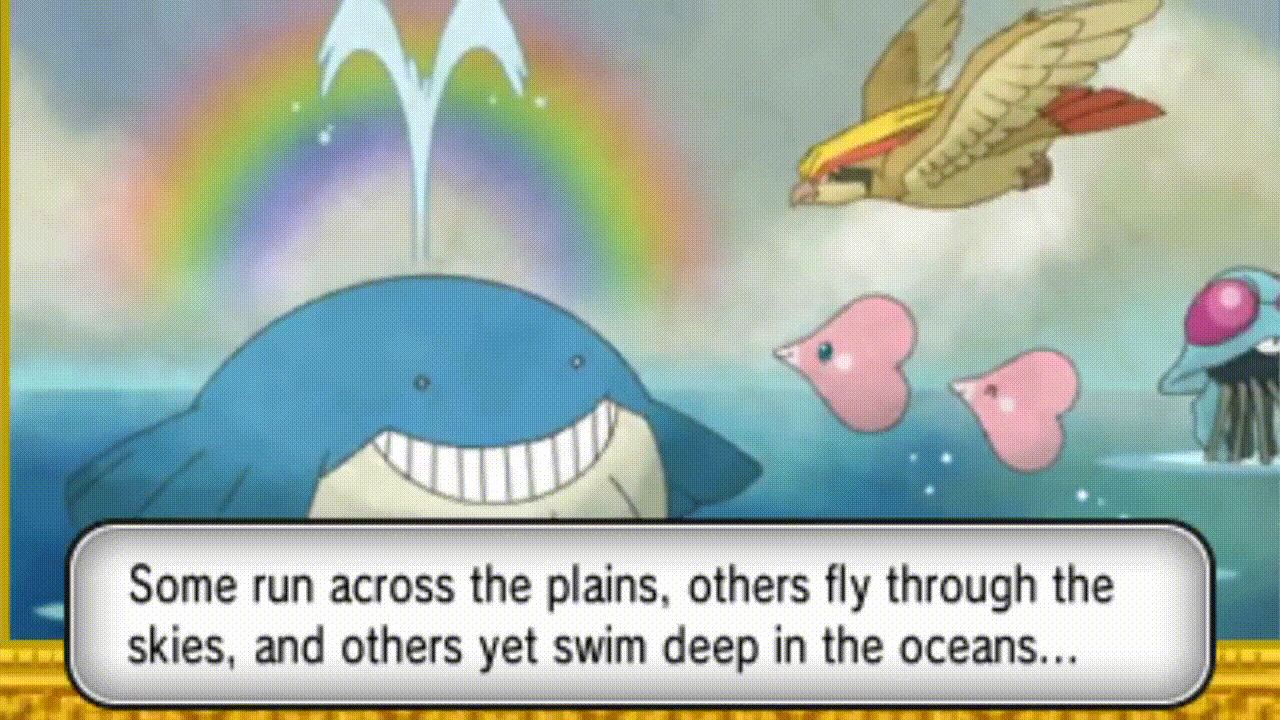 Some run across the plains, others fly through the
skies, and others yet swim deep in the oceans...